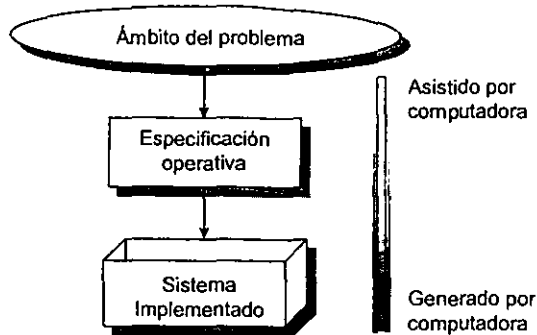 Ámbito del problema
Asistido por
computadora
Especificación
operativa
Sistema
Implementado
Generado por
computadora